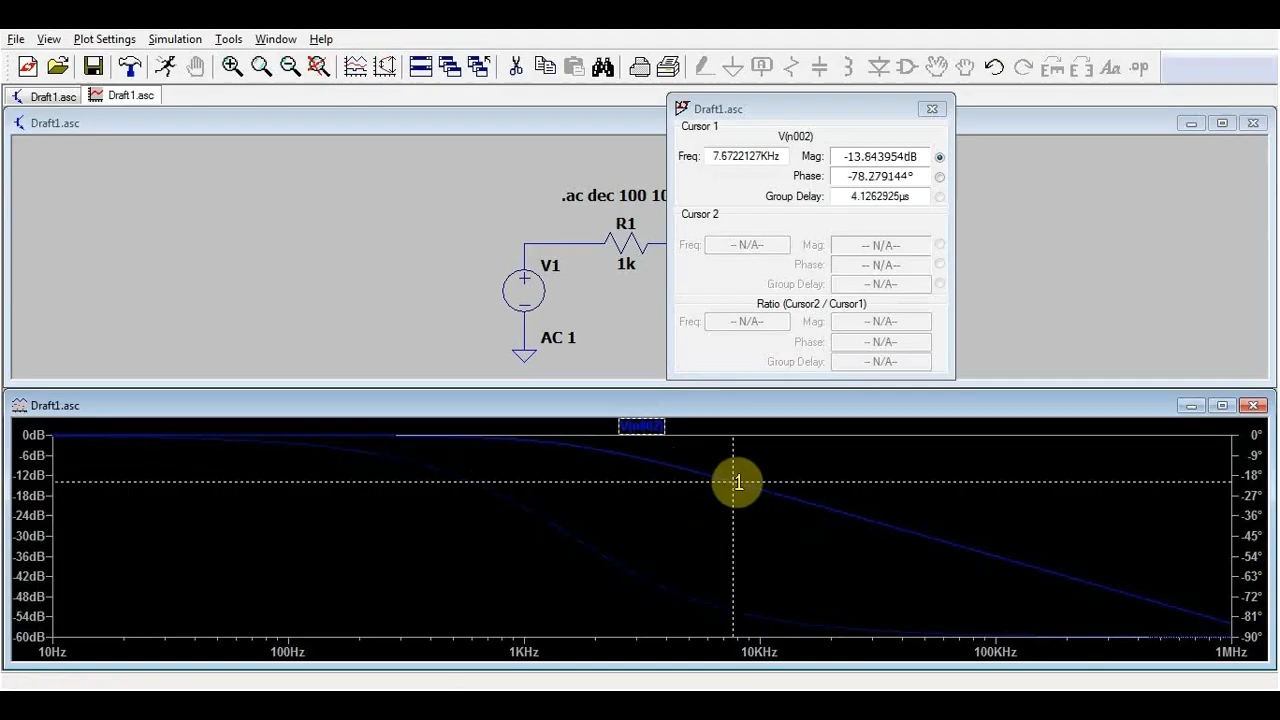 File View Plot Settings Simulation Tools Window Help
Aa .op
Draft1.asc Draft1.asc
Draft1.asc
.ac dec 100 10
R1
1k
V1
AC 1
Draft1.asc
Cursor 1
V(n002)
Freq: 7.6722127KHz Mag: -13.843954dB
Phase: -78.279144°
Group Delay: 4.1262925µs
Cursor 2
Freq: -- N/A-- Mag: -- N/A--
Phase: -- N/A--
Group Delay: -- N/A--
Ratio (Cursor2 / Cursor1)
Freq: -- N/A-- Mag: -- N/A--
Phase: -- N/A--
Group Delay: -- N/A--
Draft1.asc
V(n002)
0dB 0°
-6dB -9°
-12dB -18°
-18dB -27°
-24dB -36°
-30dB -45°
-36dB -54°
-42dB -63°
-48dB -72°
-54dB -81°
-60dB -90°
1
10Hz 100Hz 1KHz 10KHz 100KHz 1MHz